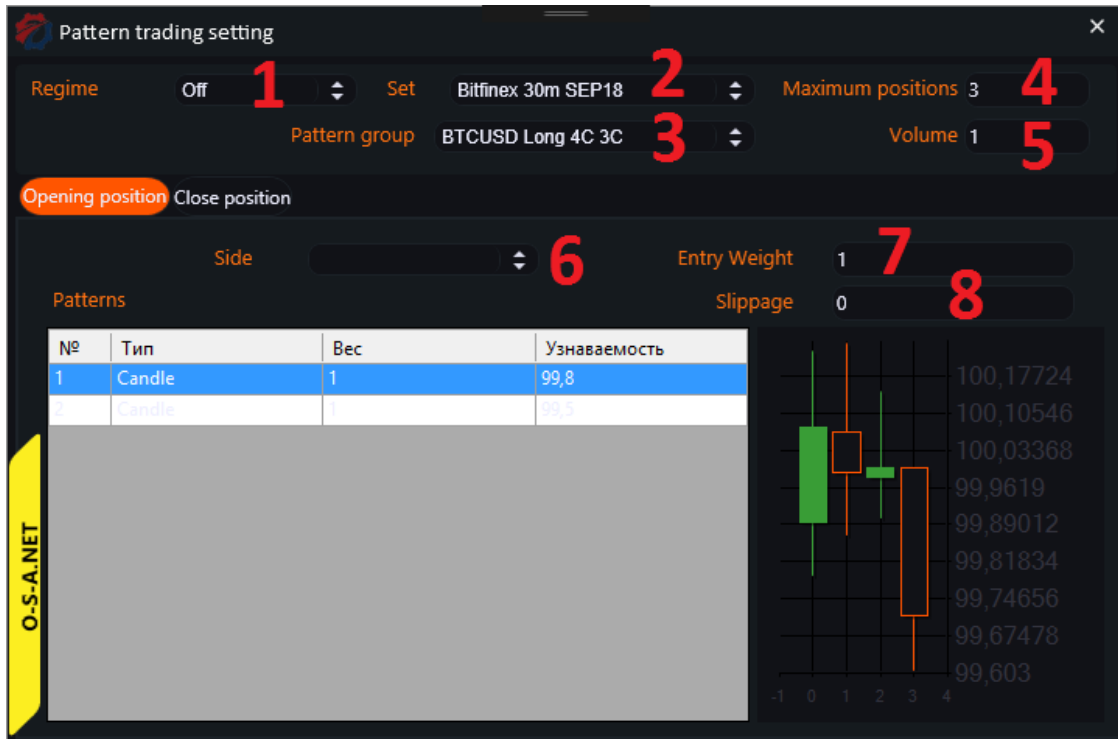 Pattern trading setting
Regime Off 1 Set Bitfinex 30m SEP18 2 Maximum positions 3 4
Pattern group BTCUSD Long 4C 3C 3 Volume 1 5
Opening position Close position
Side 6 Entry Weight 1 7
Patterns Slippage 0 8
№ Тип Вес Узнаваемость
1 Candle 1 99,8
2 Candle 1 99,5
100,17724
100,10546
100,03368
99,9619
99,89012
99,81834
99,74656
99,67478
99,603
-1 0 1 2 3 4
O-S-A.NET